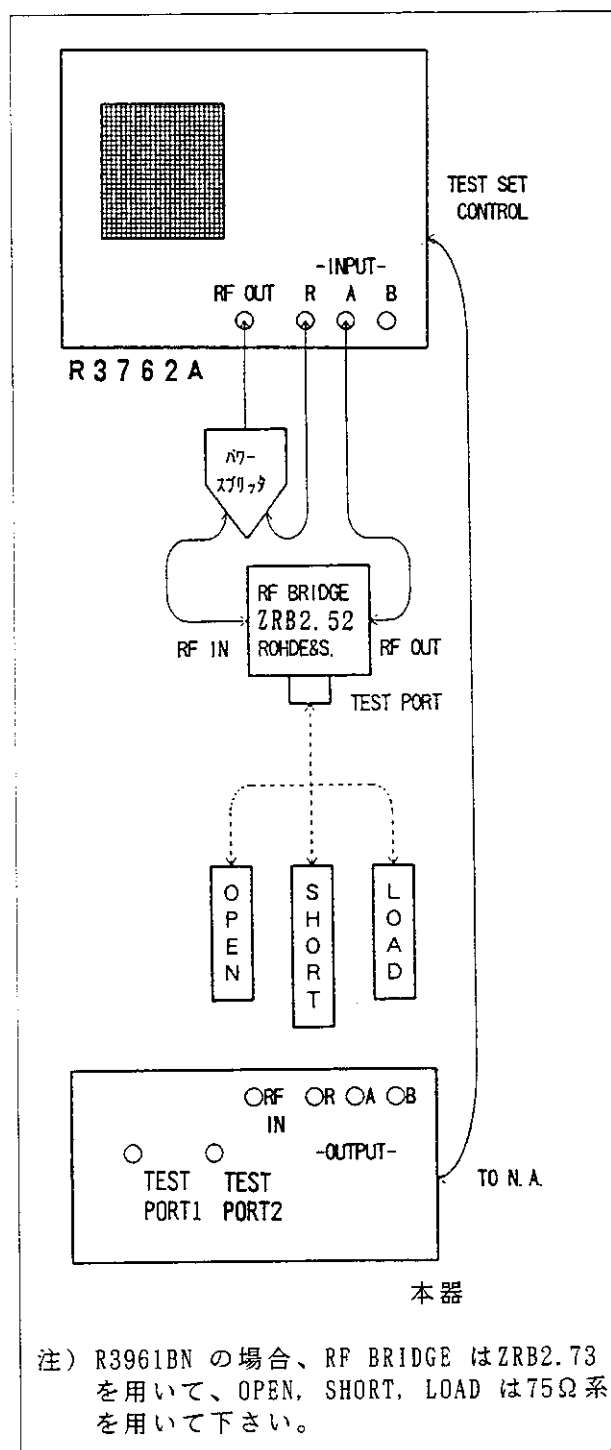 TEST SET
CONTROL
-INPUT-
RF OUT R A B
R3762A
パワー
スプリッタ
RF BRIDGE
ZRB2.52
ROHDE&S.
RF IN
RF OUT
TEST PORT
OPEN
SHORT
LOAD
RF IN
R A B
-OUTPUT-
TEST PORT1
TEST PORT2
TO N.A.
本器
注) R3961BN の場合、RF BRIDGE はZRB2.73
を用いて、OPEN, SHORT, LOAD は75Ω系
を用いて下さい。